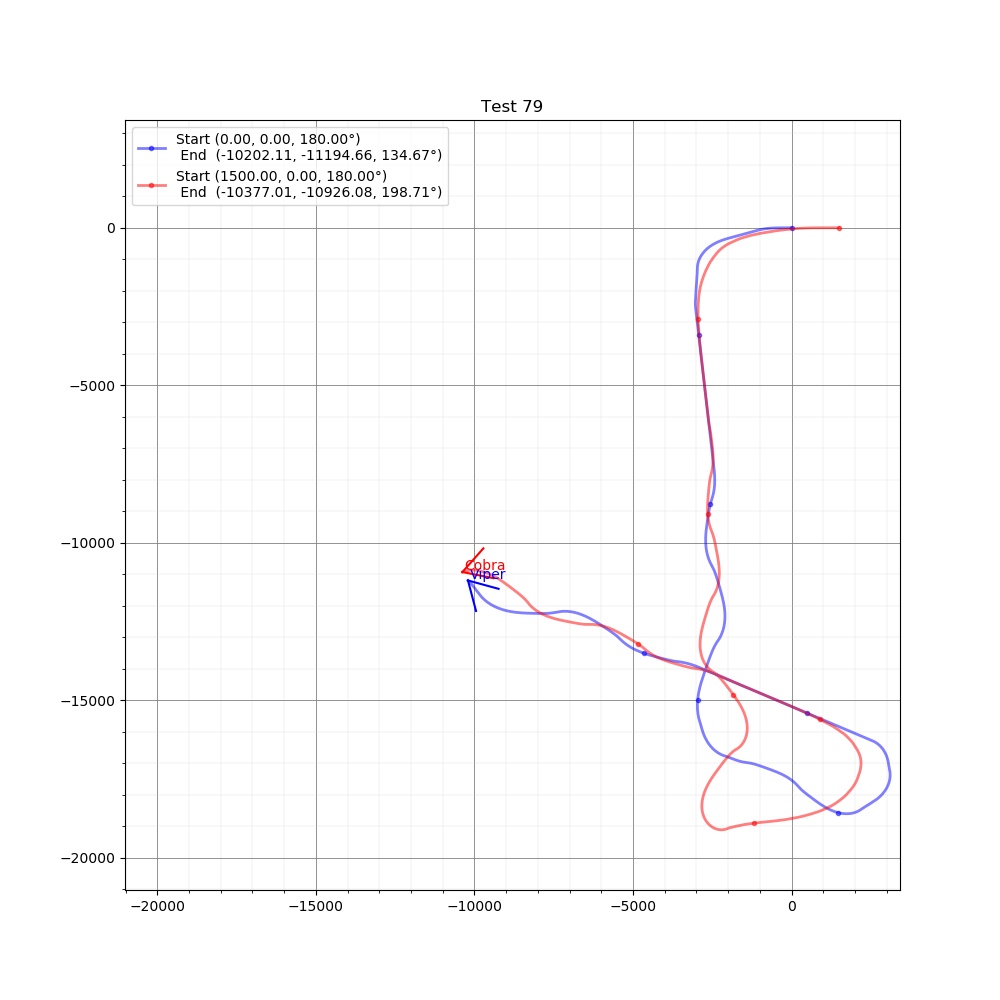 Test 79
Start (0.00, 0.00, 180.00°)
End  (-10202.11, -11194.66, 134.67°)
Start (1500.00, 0.00, 180.00°)
End  (-10377.01, -10926.08, 198.71°)
0
−5000
−10000
−15000
−20000
Cobra
Viper
−20000
−15000
−10000
−5000
0